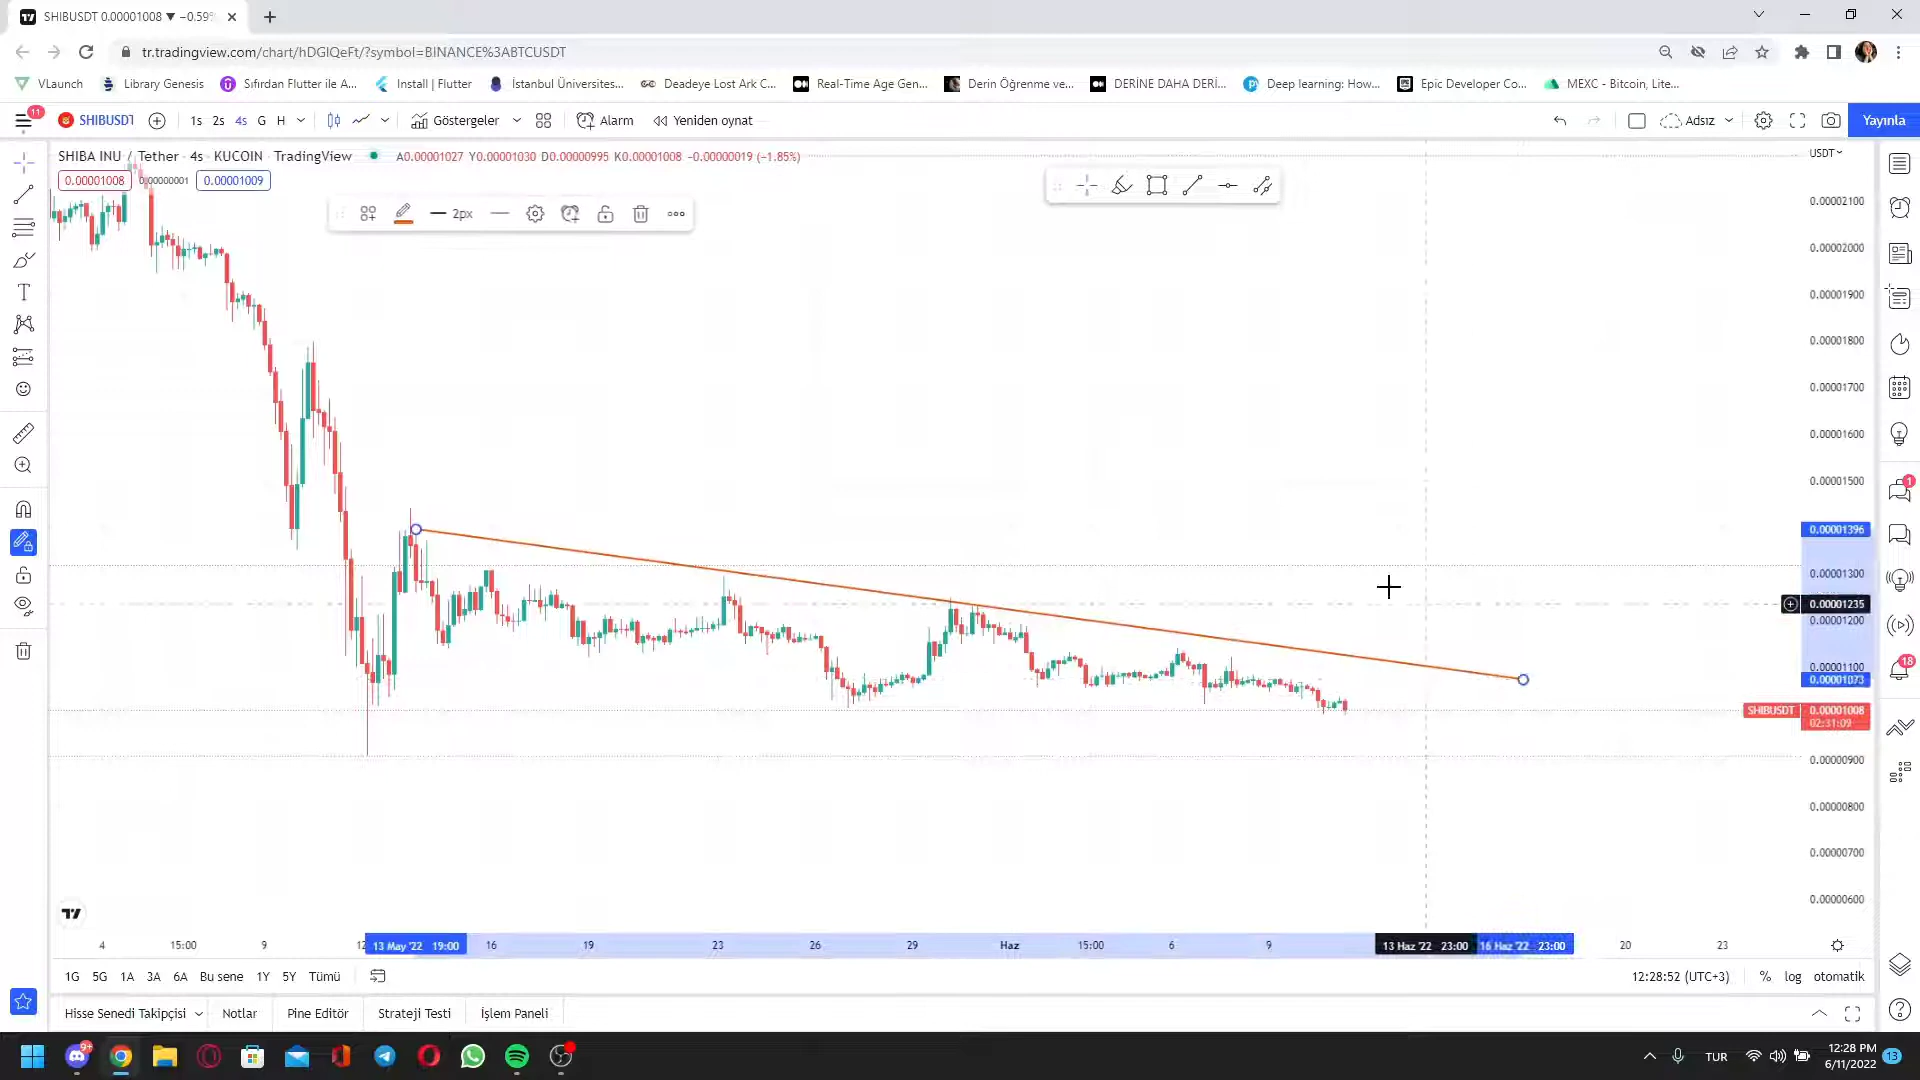 SHIBUSDT 0.00001008 ▼ −0.59%
tr.tradingview.com/chart/hDGlQeFt/?symbol=BINANCE%3ABTCUSDT
VLaunch Library Genesis Sıfırdan Flutter ile A... Install | Flutter İstanbul Üniversites... Deadeye Lost Ark C... Real-Time Age Gen... Derin Öğrenme ve... DERİNE DAHA DERİ... Deep learning: How... Epic Developer Co... MEXC - Bitcoin, Lite...
11
SHIBUSDT 1s 2s 4s G H Göstergeler Alarm Yeniden oynat Adsız Yayınla
SHIBA INU / Tether · 4s · KUCOIN · TradingView A0.00001027 Y0.00001030 D0.00000995 K0.00001008 −0.00000019 (−1.85%)
USDT
0.00001008 0.00000001 0.00001009
2px
0.00002100
0.00002000
0.00001900
0.00001800
0.00001700
0.00001600
0.00001500
1
0.00001396
0.00001300
0.00001235
0.00001200
0.00001100
18
0.00001073
SHIBUSDT 0.00001008
02:31:09
0.00000900
0.00000800
0.00000700
0.00000600
4 15:00 9 12 13 May '22 19:00 16 19 23 26 29 Haz 15:00 6 9 13 Haz '22 23:00 16 Haz '22 23:00 20 23
1G 5G 1A 3A 6A Bu sene 1Y 5Y Tümü 12:28:52 (UTC+3) % log otomatik
Hisse Senedi Takipçisi Notlar Pine Editör Strateji Testi İşlem Paneli
9+
TUR
12:28 PM
6/11/2022
13